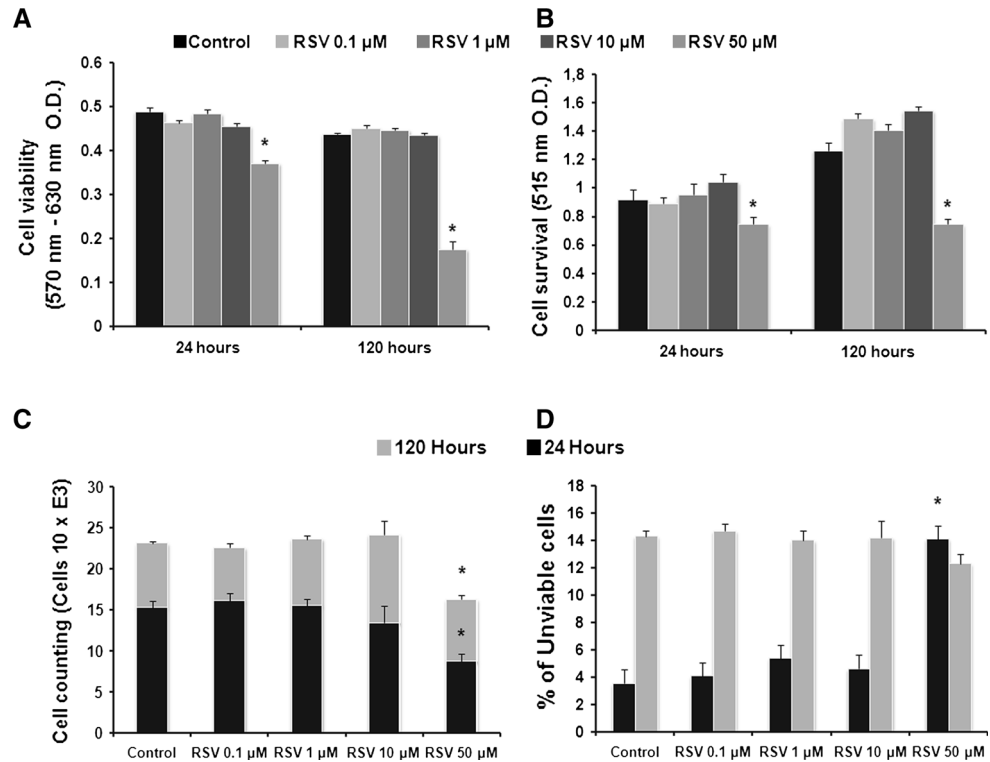 A
B
Control RSV 0.1 µM RSV 1 µM RSV 10 µM RSV 50 µM
Cell viability
(570 nm - 630 nm O.D.)
0.6
0.5
0.4
0.3
0.2
0.1
0
*
*
24 hours
120 hours
Cell survival (515 nm O.D.)
1,8
1.6
1.4
1.2
1
0.8
0.6
0.4
0.2
0
*
*
24 hours
120 hours
C
D
120 Hours 24 Hours
Cell counting (Cells 10 x E3)
30
25
20
15
10
5
0
*
*
Control RSV 0.1 µM RSV 1 µM RSV 10 µM RSV 50 µM
% of Unviable cells
18
16
14
12
10
8
6
4
2
0
*
Control RSV 0.1 µM RSV 1 µM RSV 10 µM RSV 50 µM